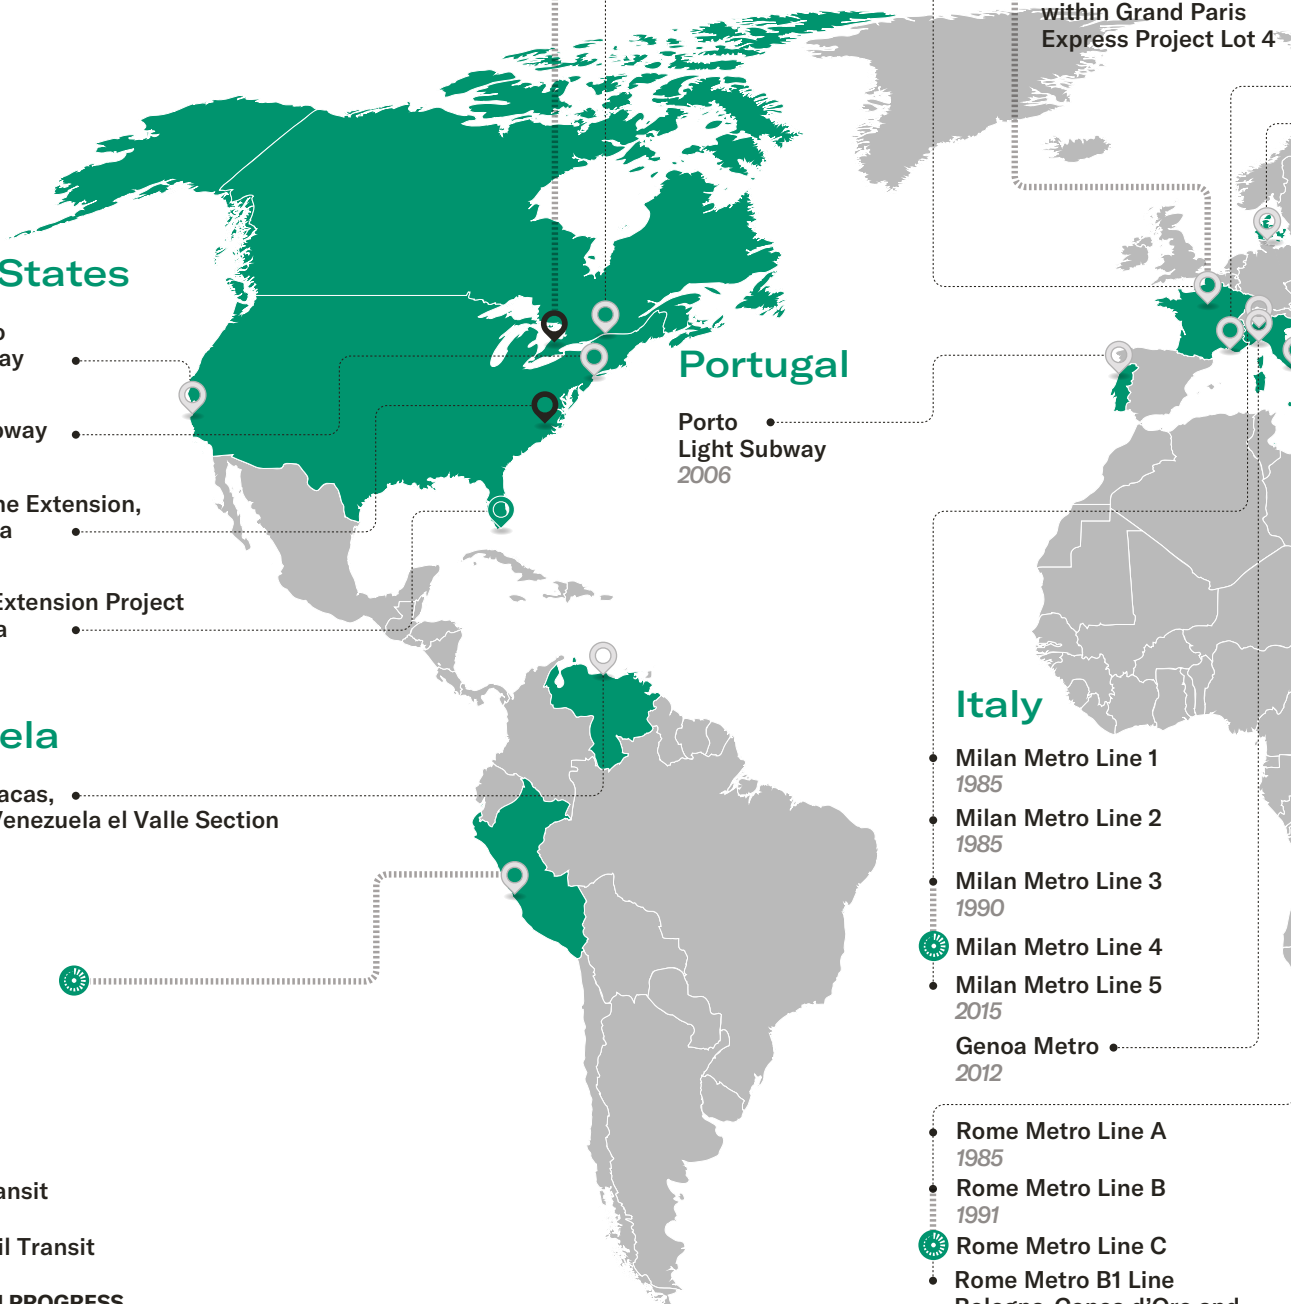 within Grand Paris
Express Project Lot 4
States
ay
way
ne Extension,
a
Extension Project
a
ela
acas,
Venezuela el Valle Section
ansit
il Transit
PROGRESS
Portugal
Porto
Light Subway
2006
Italy
Milan Metro Line 1
1985
Milan Metro Line 2
1985
Milan Metro Line 3
1990
Milan Metro Line 4
Milan Metro Line 5
2015
Genoa Metro
2012
Rome Metro Line A
1985
Rome Metro Line B
1991
Rome Metro Line C
Rome Metro B1 Line